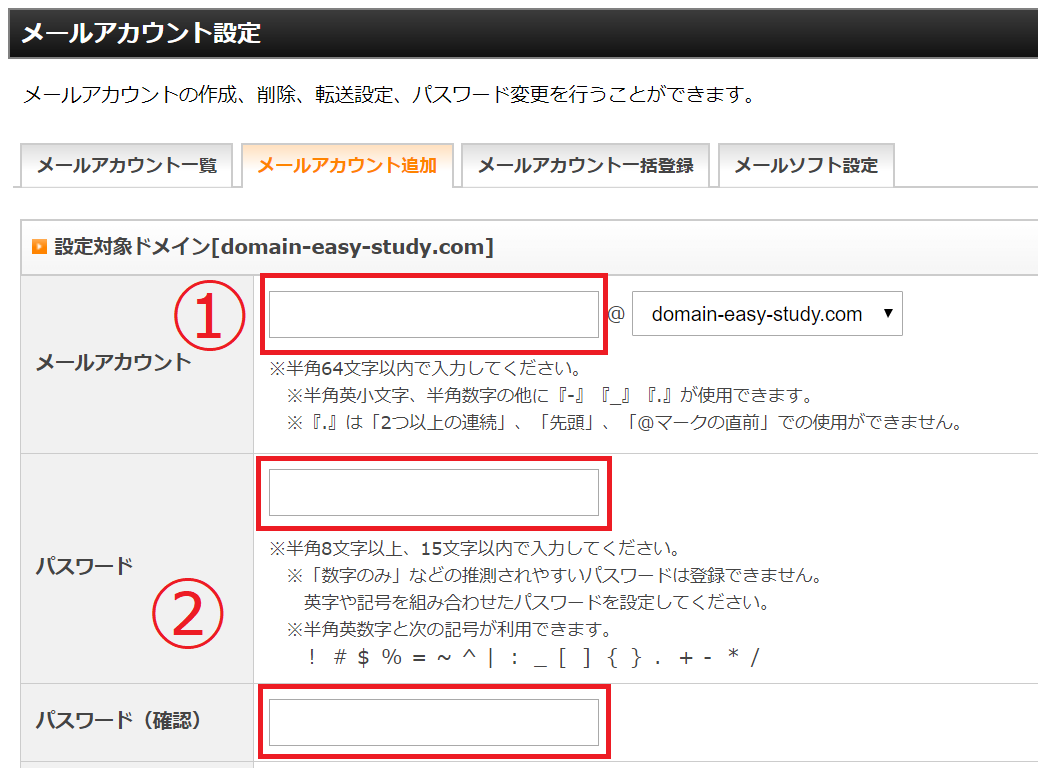 メールアカウント設定
メールアカウントの作成、削除、転送設定、パスワード変更を行うことができます。
メールアカウント一覧 メールアカウント追加 メールアカウント一括登録 メールソフト設定
設定対象ドメイン[domain-easy-study.com]
①
メールアカウント
@ domain-easy-study.com ▼
※半角64文字以内で入力してください。
※半角英小文字、半角数字の他に『-』『_』『.』が使用できます。
※『.』は「2つ以上の連続」、「先頭」、「@マークの直前」での使用ができません。
パスワード
②
※半角8文字以上、15文字以内で入力してください。
※「数字のみ」などの推測されやすいパスワードは登録できません。
英字や記号を組み合わせたパスワードを設定してください。
※半角英数字と次の記号が利用できます。
! # $ % = ~ ^ | : _ [ ] { } . + - * /
パスワード（確認）